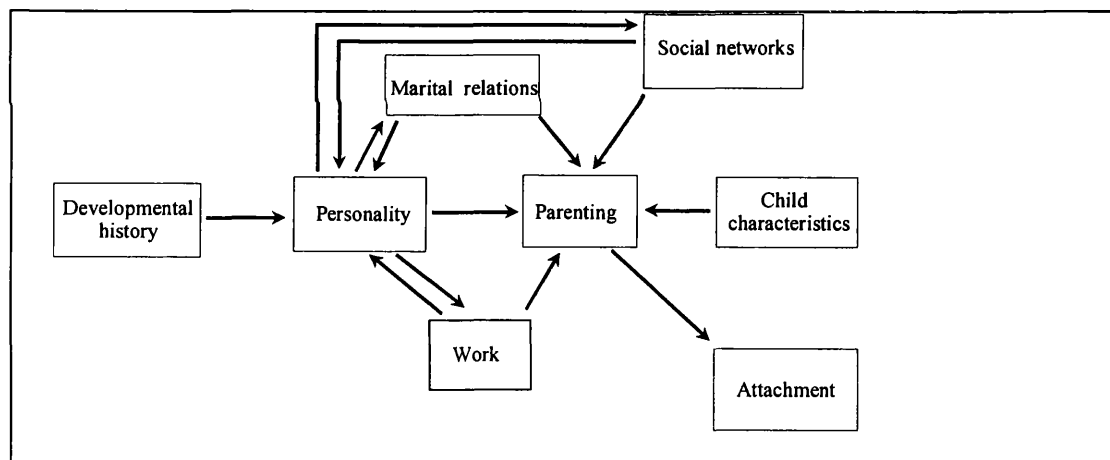 Social networks
Marital relations
Developmental
history
Personality
Parenting
Child
characteristics
Work
Attachment